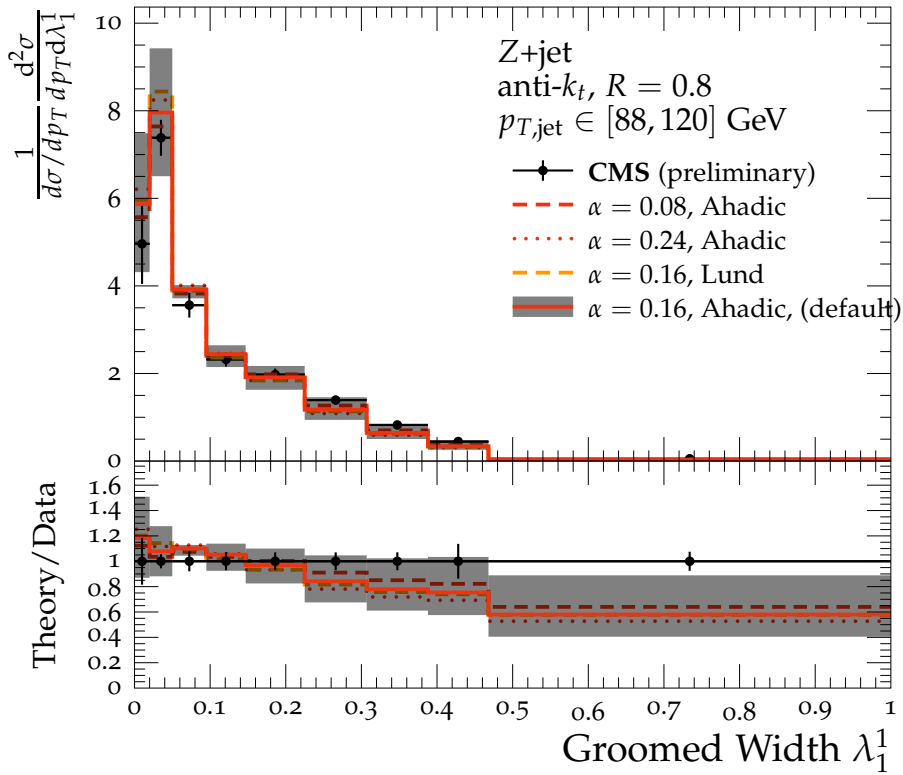 1/(dσ/dp_T) d²σ/(dp_T dλ₁¹)
10
8
6
4
2
0
Z+jet
anti-k_t, R = 0.8
p_T,jet ∈ [88, 120] GeV
CMS (preliminary)
α = 0.08, Ahadic
α = 0.24, Ahadic
α = 0.16, Lund
α = 0.16, Ahadic, (default)
Theory/Data
1.6
1.4
1.2
1
0.8
0.6
0.4
0.2
0
0 0.1 0.2 0.3 0.4 0.5 0.6 0.7 0.8 0.9 1
Groomed Width λ₁¹